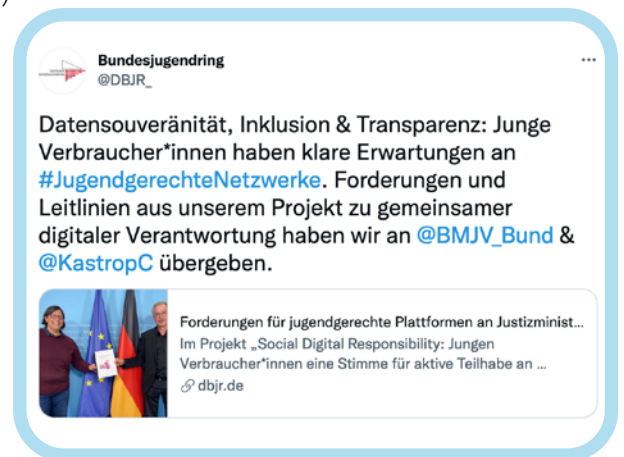 Bundesjugendring
@DBJR_
...
Datensouveränität, Inklusion & Transparenz: Junge
Verbraucher*innen haben klare Erwartungen an
#JugendgerechteNetzwerke. Forderungen und
Leitlinien aus unserem Projekt zu gemeinsamer
digitaler Verantwortung haben wir an @BMJV_Bund &
@KastropC übergeben.
Forderungen für jugendgerechte Plattformen an Justizminist...
Im Projekt „Social Digital Responsibility: Jungen
Verbraucher*innen eine Stimme für aktive Teilhabe an ...
dbjr.de